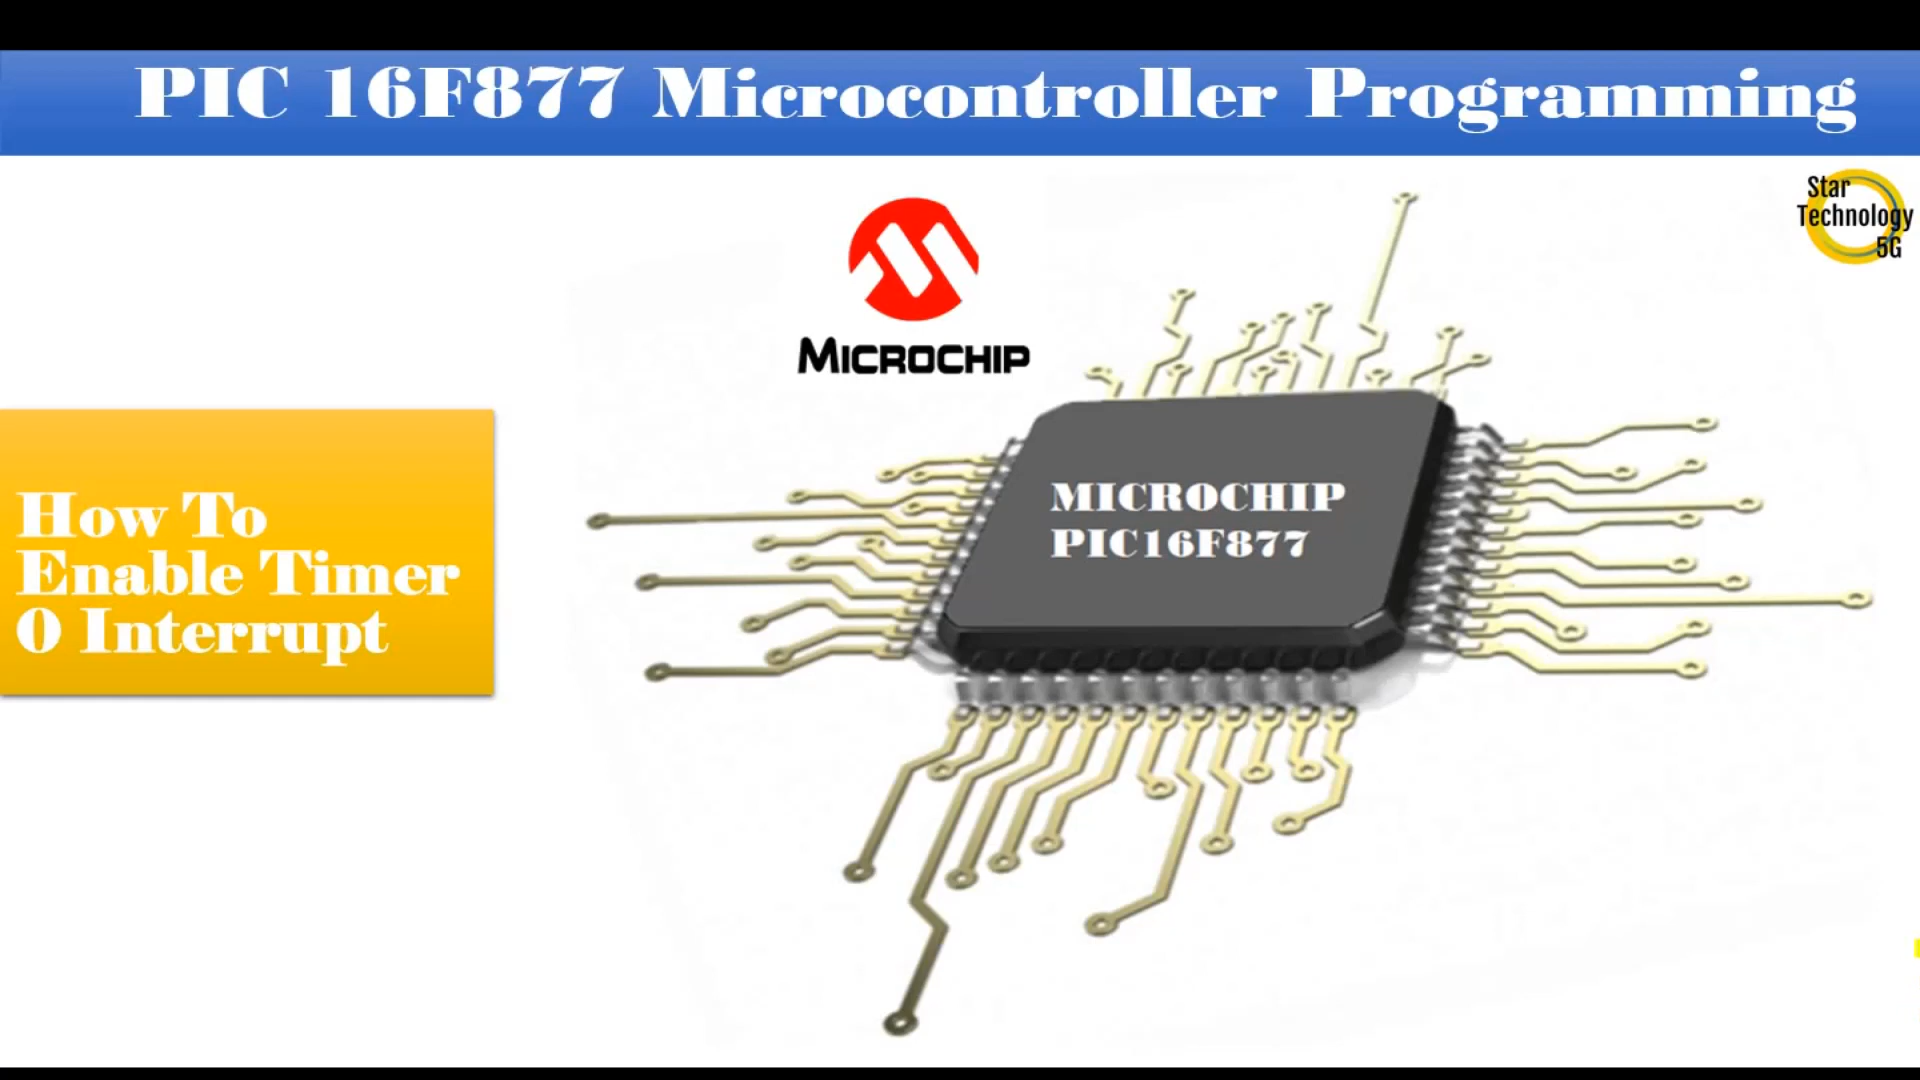 PIC 16F877 Microcontroller Programming
Star
Technology
5G
MICROCHIP
How To
Enable Timer
0 Interrupt
MICROCHIP
PIC16F877